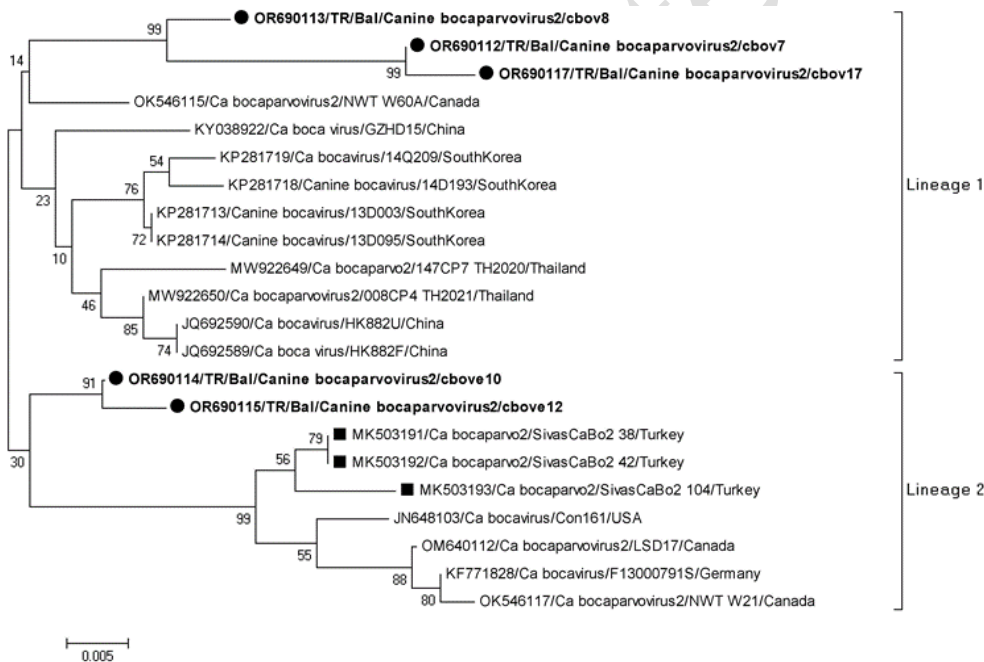 99
OR690113/TR/Bal/Canine bocaparvovirus2/cbov8
OR690112/TR/Bal/Canine bocaparvovirus2/cbov7
14
99
OR690117/TR/Bal/Canine bocaparvovirus2/cbov17
OK546115/Ca bocaparvovirus2/NWT W60A/Canada
KY038922/Ca boca virus/GZHD15/China
54
KP281719/Ca bocavirus/14Q209/SouthKorea
76
KP281718/Canine bocavirus/14D193/SouthKorea
Lineage 1
23
KP281713/Canine bocavirus/13D003/SouthKorea
72
KP281714/Canine bocavirus/13D095/SouthKorea
10
MW922649/Ca bocaparvo2/147CP7 TH2020/Thailand
46
MW922650/Ca bocaparvovirus2/008CP4 TH2021/Thailand
85
JQ692590/Ca bocavirus/HK882U/China
74
JQ692589/Ca boca virus/HK882F/China
91
OR690114/TR/Bal/Canine bocaparvovirus2/cbove10
OR690115/TR/Bal/Canine bocaparvovirus2/cbove12
79
MK503191/Ca bocaparvo2/SivasCaBo2 38/Turkey
30
56
MK503192/Ca bocaparvo2/SivasCaBo2 42/Turkey
MK503193/Ca bocaparvo2/SivasCaBo2 104/Turkey
Lineage 2
99
JN648103/Ca bocavirus/Con161/USA
55
OM640112/Ca bocaparvovirus2/LSD17/Canada
88
KF771828/Ca bocavirus/F13000791S/Germany
80
OK546117/Ca bocaparvovirus2/NWT W21/Canada
0.005